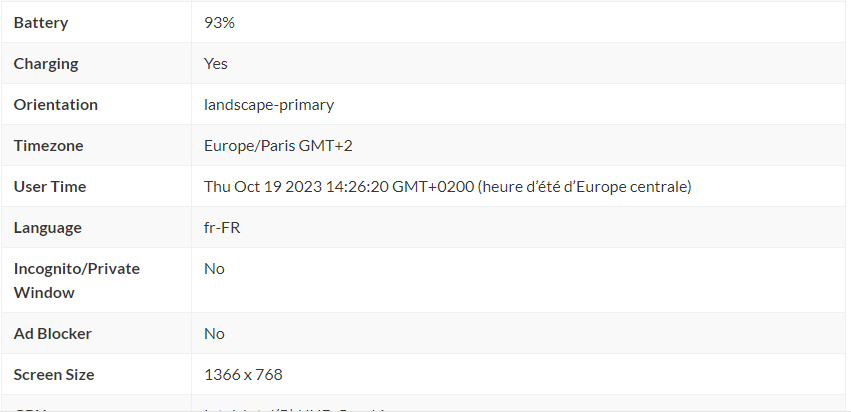 Battery 93%
Charging Yes
Orientation landscape-primary
Timezone Europe/Paris GMT+2
User Time Thu Oct 19 2023 14:26:20 GMT+0200 (heure d’été d’Europe centrale)
Language fr-FR
Incognito/Private No
Window
Ad Blocker No
Screen Size 1366 x 768